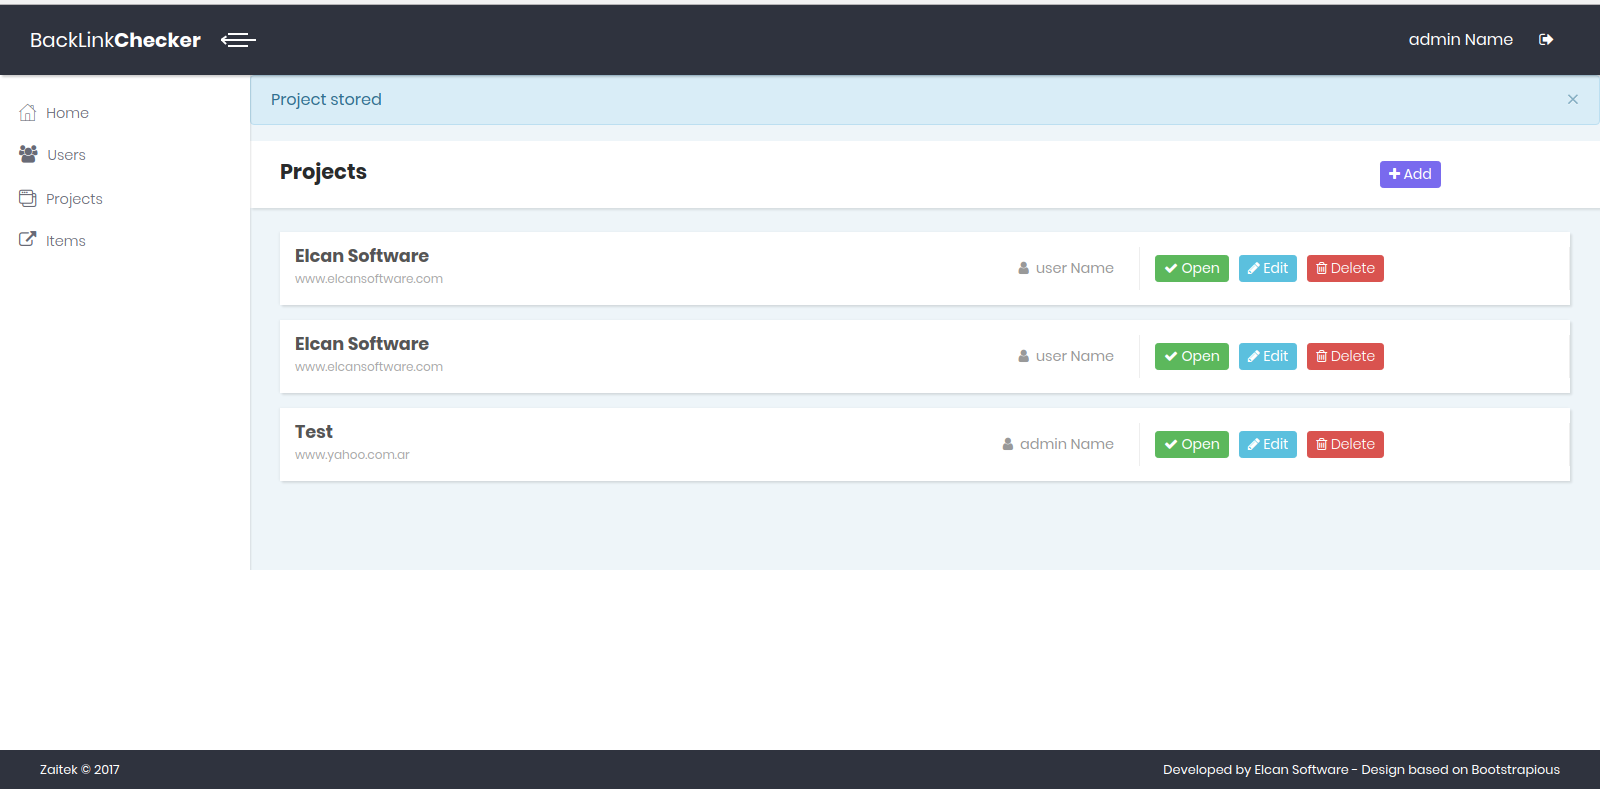 BackLinkChecker
admin Name
Project stored
×
Home
Users
Projects
Items
Projects
Add
Elcan Software
www.elcansoftware.com
user Name
Open Edit Delete
Elcan Software
www.elcansoftware.com
user Name
Open Edit Delete
Test
www.yahoo.com.ar
admin Name
Open Edit Delete
Zaitek © 2017
Developed by Elcan Software - Design based on Bootstrapious